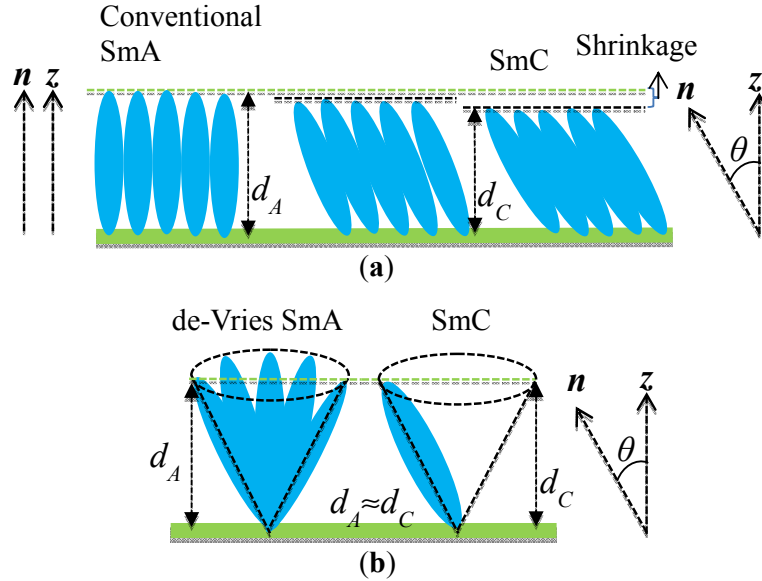 Conventional
SmA
n z
d_A
SmC
d_C
Shrinkage
n z
θ
(a)
de-Vries SmA
SmC
d_A
d_A≈d_C
d_C
n z
θ
(b)